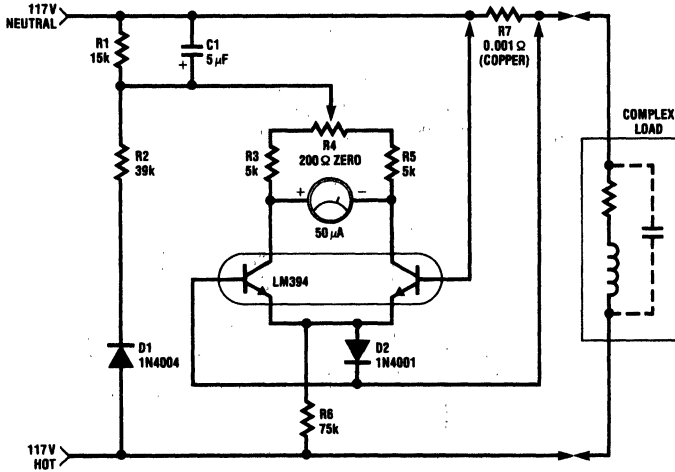 117V
NEUTRAL
R1
15k
C1
5 µF
+
R7
0.001 Ω
(COPPER)
COMPLEX
LOAD
R2
39k
R4
200 Ω ZERO
R3
5k
R5
5k
+
−
50 µA
LM394
D1
1N4004
D2
1N4001
R6
75k
117V
HOT